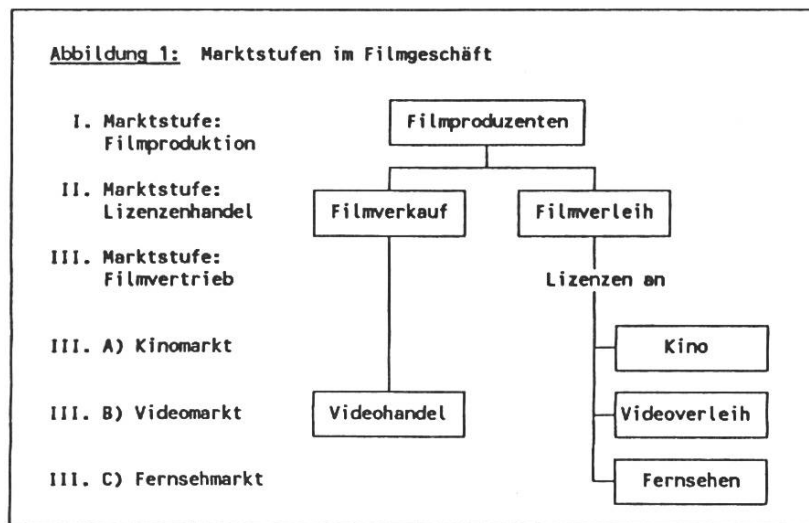 Abbildung 1: Marktstufen im Filmgeschäft
I. Marktstufe:
Filmproduktion
Filmproduzenten
II. Marktstufe:
Lizenzenhandel
Filmverkauf
Filmverleih
III. Marktstufe:
Filmvertrieb
Lizenzen an
III. A) Kinomarkt
Kino
III. B) Videomarkt
Videohandel
Videoverleih
III. C) Fernsehmarkt
Fernsehen